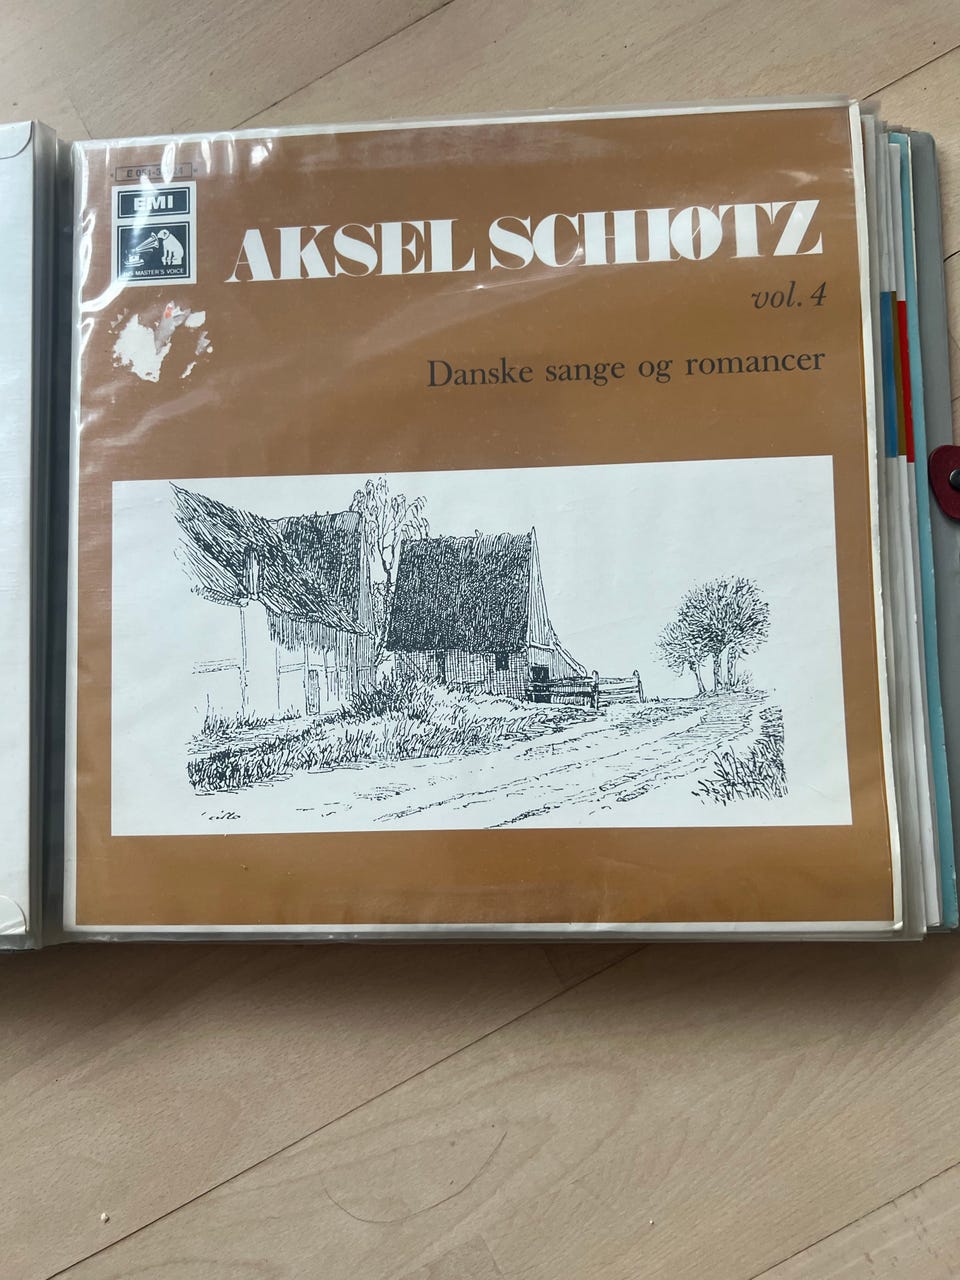 EMI
HIS MASTER'S VOICE
AKSEL SCHIØTZ
vol. 4
Danske sange og romancer